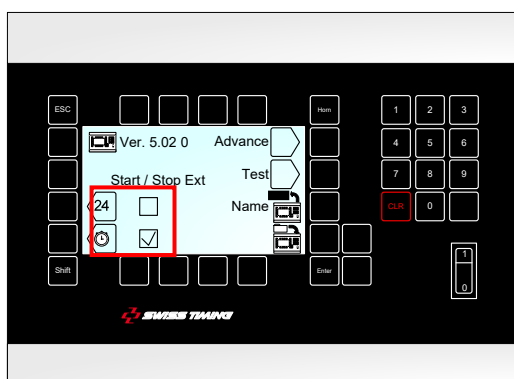 ESC
Horn
1 2 3
Ver. 5.02 0 Advance
4 5 6
Start / Stop Ext Test
7 8 9
24 Name
CLR 0
Shift
Enter
1
0
SWISS TIMING